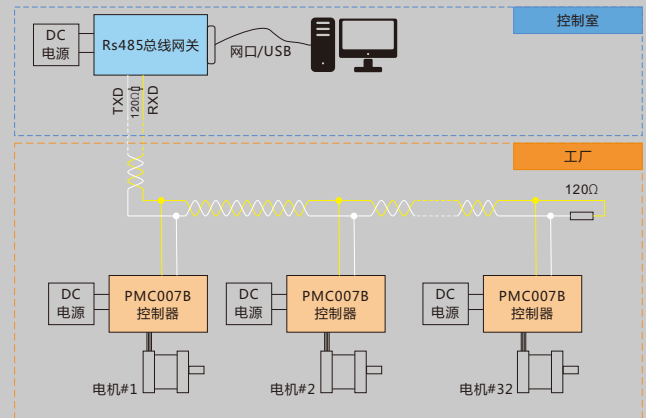 控制室
DC
电源
Rs485总线网关
网口/USB
TXD
120Ω
RXD
工厂
120Ω
DC
电源
PMC007B
控制器
DC
电源
PMC007B
控制器
DC
电源
PMC007B
控制器
电机#1
电机#2
电机#32